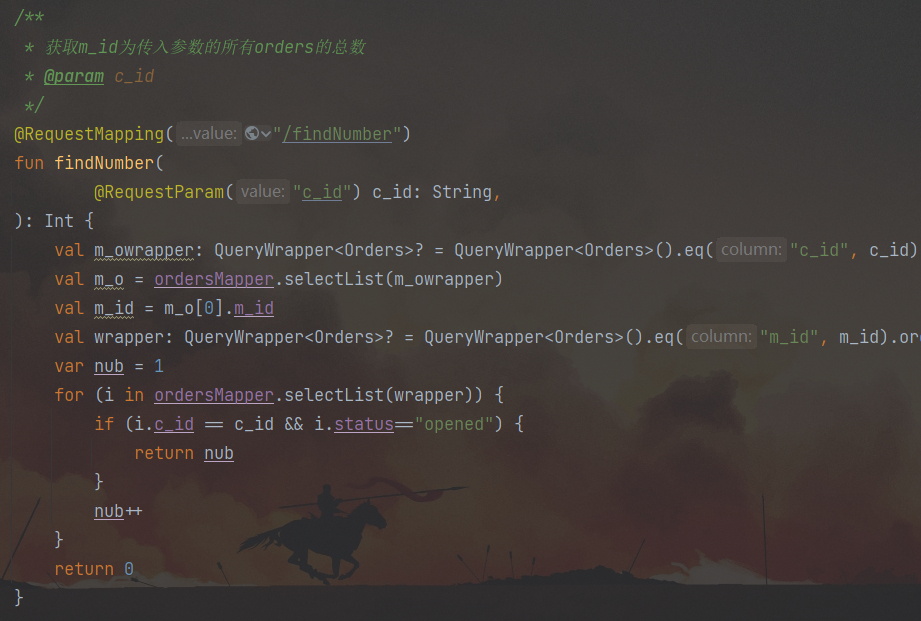 /**
 * 获取m_id为传入参数的所有orders的总数
 * @param c_id
 */
@RequestMapping(...value: "/findNumber")
fun findNumber(
        @RequestParam(value: "c_id") c_id: String,
): Int {
    val m_owrapper: QueryWrapper<Orders>? = QueryWrapper<Orders>().eq(column: "c_id", c_id)
    val m_o = ordersMapper.selectList(m_owrapper)
    val m_id = m_o[0].m_id
    val wrapper: QueryWrapper<Orders>? = QueryWrapper<Orders>().eq(column: "m_id", m_id).or
    var nub = 1
    for (i in ordersMapper.selectList(wrapper)) {
        if (i.c_id == c_id && i.status=="opened") {
            return nub
        }
        nub++
    }
    return 0
}